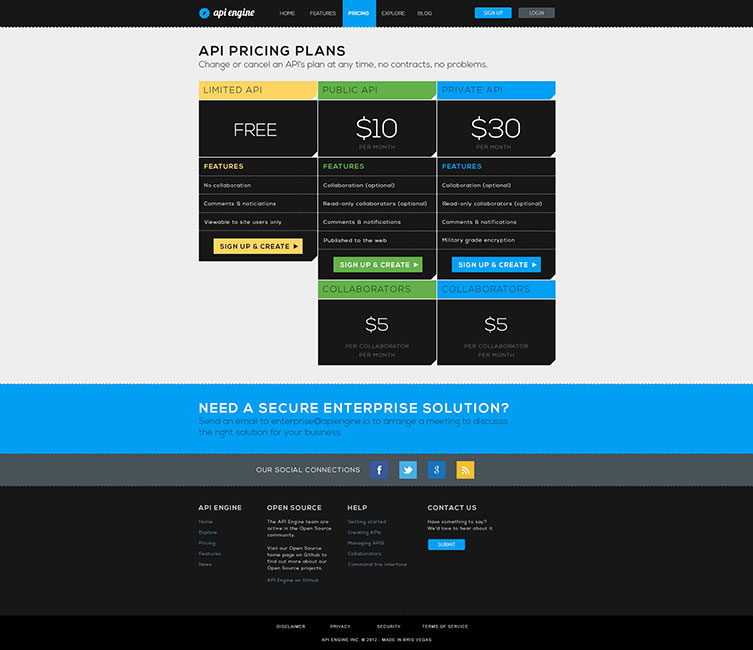 api engine
HOME FEATURES PRICING EXPLORE BLOG
SIGN UP LOGIN
API PRICING PLANS
Change or cancel an API's plan at any time, no contracts, no problems.
LIMITED API
FREE
FEATURES
No collaboration
Comments & noticiations
Viewable to site users only
SIGN UP & CREATE
PUBLIC API
$10
PER MONTH
FEATURES
Collaboration (optional)
Read-only collaborators (optional)
Comments & notifications
Published to the web
SIGN UP & CREATE
COLLABORATORS
$5
PER COLLABORATOR
PER MONTH
PRIVATE API
$30
PER MONTH
FEATURES
Collaboration (optional)
Read-only collaborators (optional)
Comments & notifications
Military grade encryption
SIGN UP & CREATE
COLLABORATORS
$5
PER COLLABORATOR
PER MONTH
NEED A SECURE ENTERPRISE SOLUTION?
Send an email to enterprise@apiengine.io to arrange a meeting to discusss
the right solution for your business.
OUR SOCIAL CONNECTIONS
API ENGINE
Home
Explore
Pricing
Features
News
OPEN SOURCE
The API Engine team are
active in the Open Source
community.
Visit our Open Source
home page on Github to
find out more about our
Open Source projects.
API Engine on Github
HELP
Getting started
Creating APIs
Managing APIS
Collaborators
Command line interface
CONTACT US
Have something to say?
We'd love to hear about it.
SUBMIT
DISCLAIMER PRIVACY SECURITY TERMS OF SERVICE
API ENGINE INC. © 2012 - MADE IN BRIS VEGAS